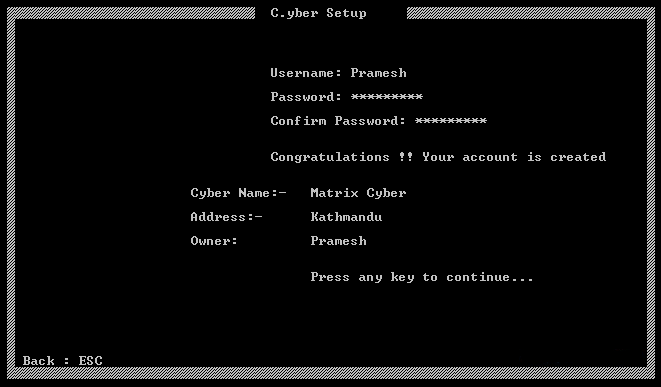 C.yber Setup
Username: Pramesh
Password: *********
Confirm Password: *********
Congratulations !! Your account is created
Cyber Name:- Matrix Cyber
Address:- Kathmandu
Owner: Pramesh
Press any key to continue...
Back : ESC